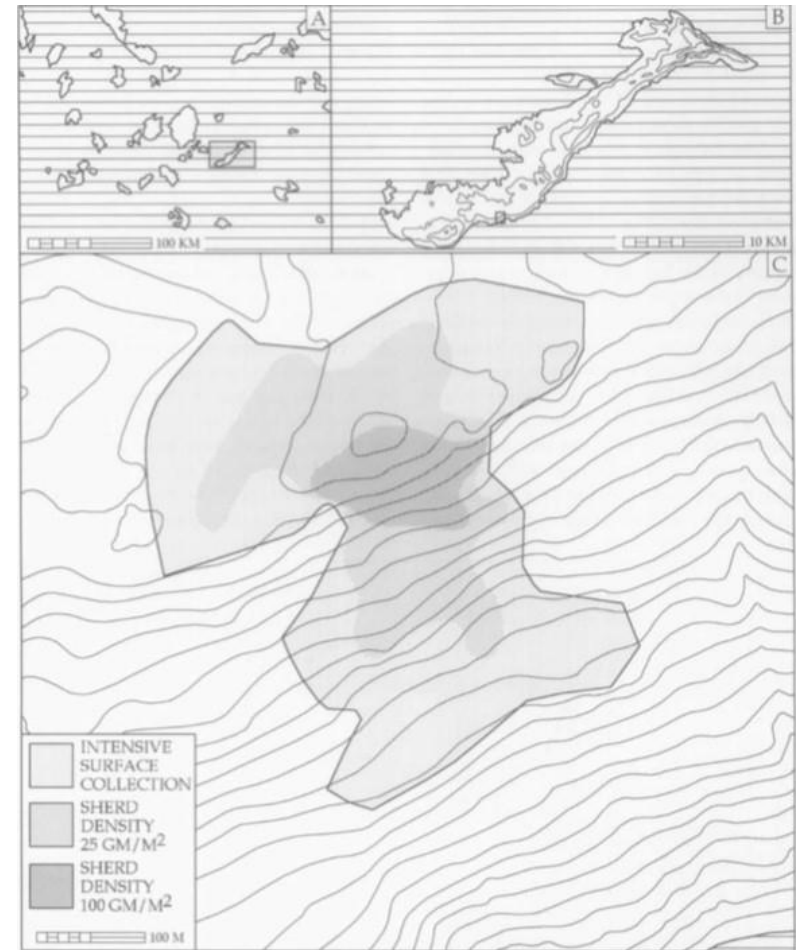 A
B
100 KM
10 KM
C
INTENSIVE
SURFACE
COLLECTION
SHERD
DENSITY
25 GM/M²
SHERD
DENSITY
100 GM/M²
100 M